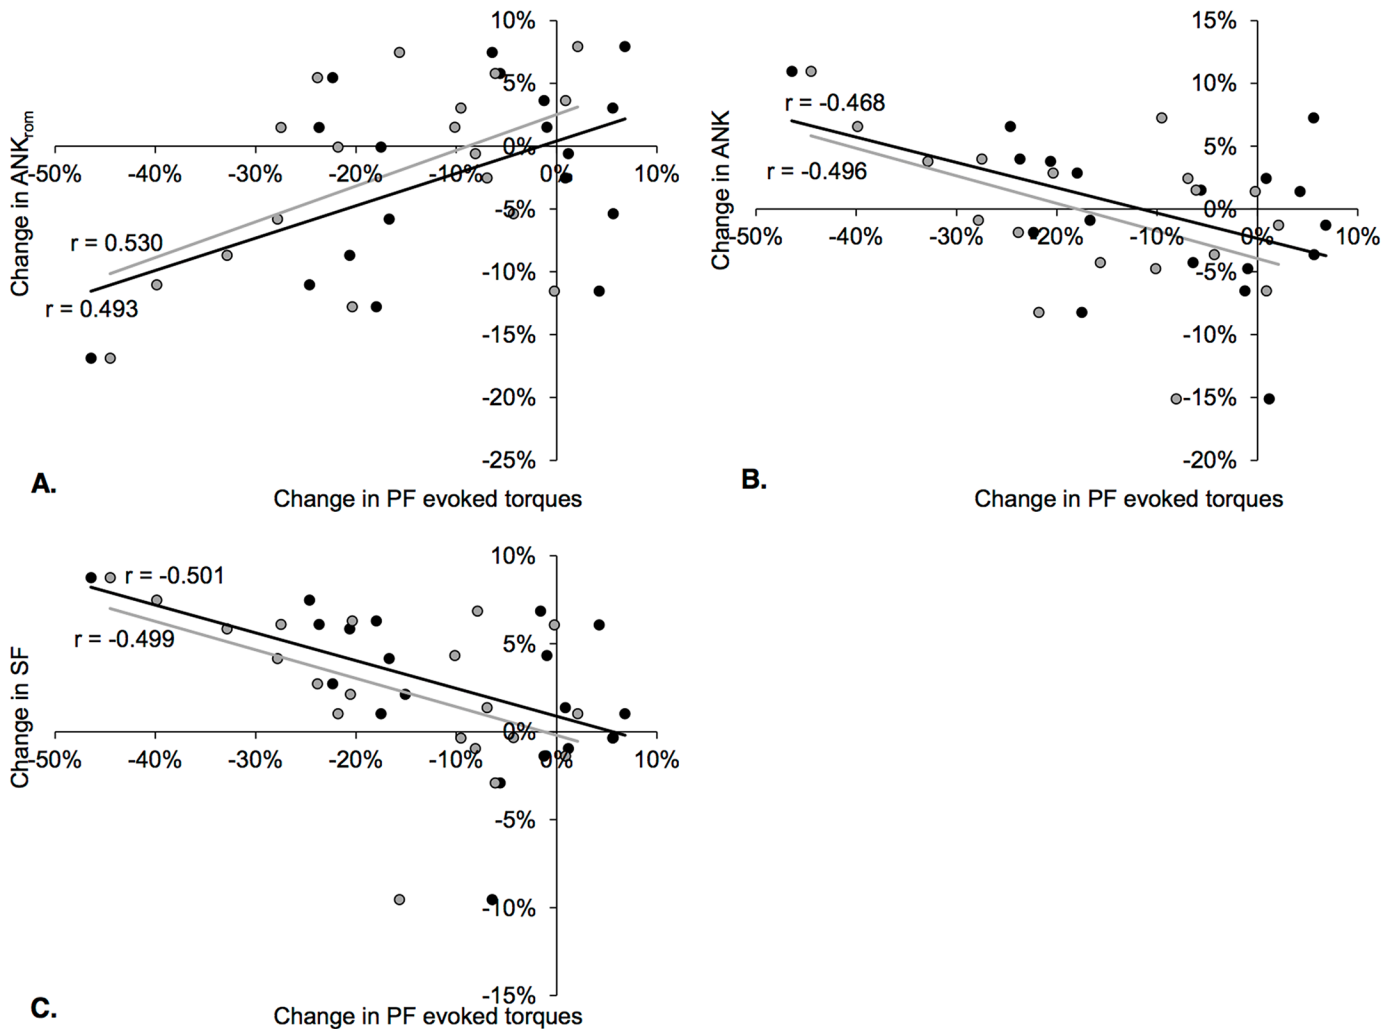 10%
5%
0%
-50% -40% -30% -20% -10% 0% 10%
-5%
-10%
-15%
-20%
-25%
Change in ANKrom
r = 0.530
r = 0.493
A.
Change in PF evoked torques
15%
10%
5%
0%
-50% -40% -30% -20% -10% 0% 10%
-5%
-10%
-15%
-20%
Change in ANK
r = -0.468
r = -0.496
B.
Change in PF evoked torques
10%
5%
0%
-50% -40% -30% -20% -10% 0% 10%
-5%
-10%
-15%
Change in SF
r = -0.501
r = -0.499
C.
Change in PF evoked torques